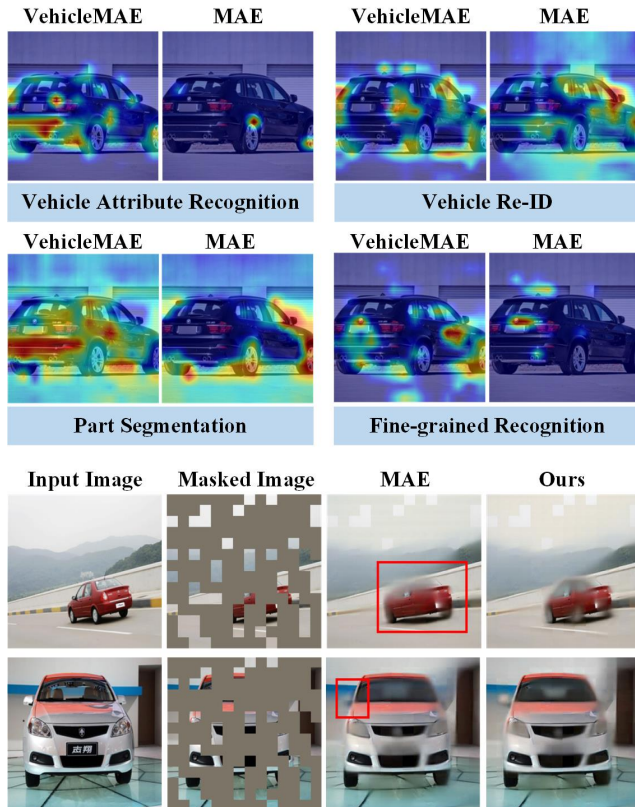 VehicleMAE MAE VehicleMAE MAE
Vehicle Attribute Recognition Vehicle Re-ID
VehicleMAE MAE VehicleMAE MAE
Part Segmentation Fine-grained Recognition
Input Image Masked Image MAE Ours
志翔